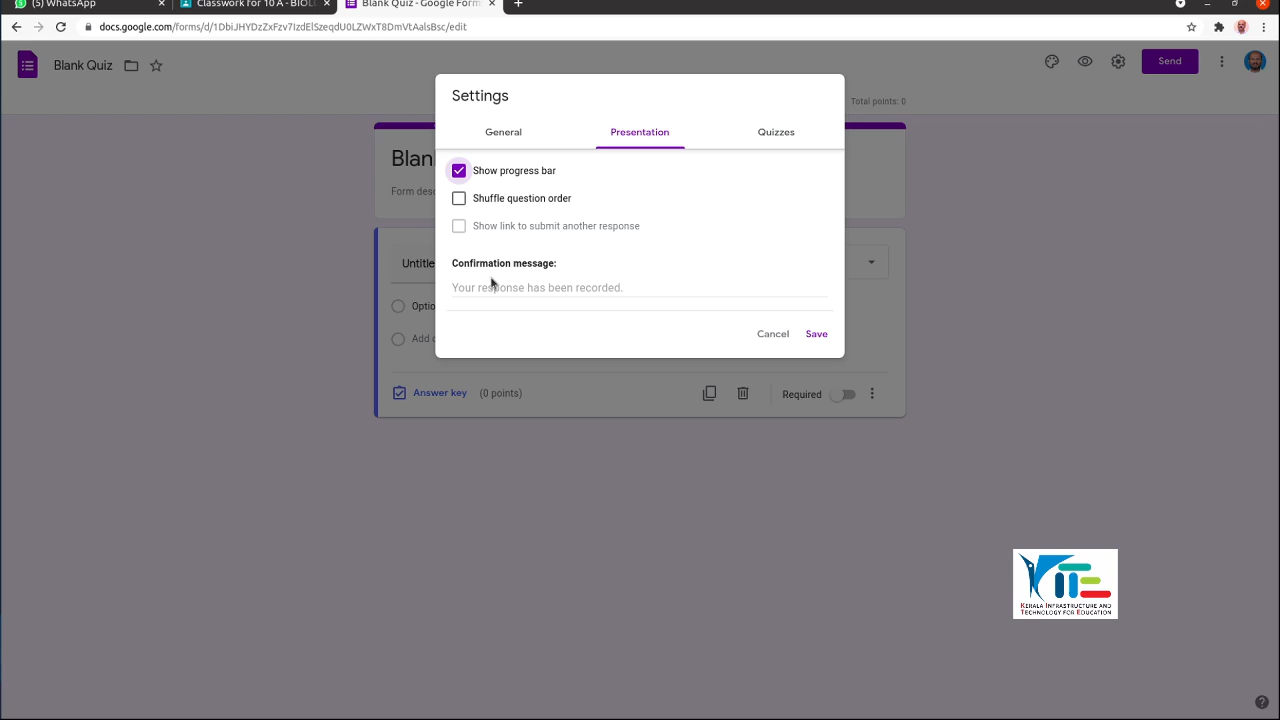 (5) WhatsApp
Classwork for 10 A - BIOL
Blank Quiz - Google Form
docs.google.com/forms/d/1DbiJHYDzZxFzv7IzdElSzeqdU0LZWxT8DmVtAalsBsc/edit
Blank Quiz
Send
Total points: 0
Settings
General
Presentation
Quizzes
Blan
Form desc
Show progress bar
Shuffle question order
Show link to submit another response
Confirmation message:
Your response has been recorded.
Cancel
Save
Untitle
Optio
Add o
Answer key
(0 points)
Required
KERALA INFRASTRUCTURE AND
TECHNOLOGY FOR EDUCATION